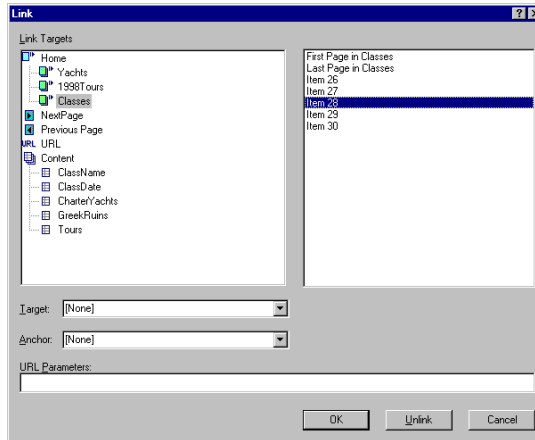 Link
Link Targets
Home
Yachts
1998Tours
Classes
NextPage
Previous Page
URL URL
Content
ClassName
ClassDate
CharterYachts
GreekRuins
Tours
First Page in Classes
Last Page in Classes
Item 26
Item 27
Item 28
Item 29
Item 30
Target: [None]
Anchor: [None]
URL Parameters:
OK Unlink Cancel